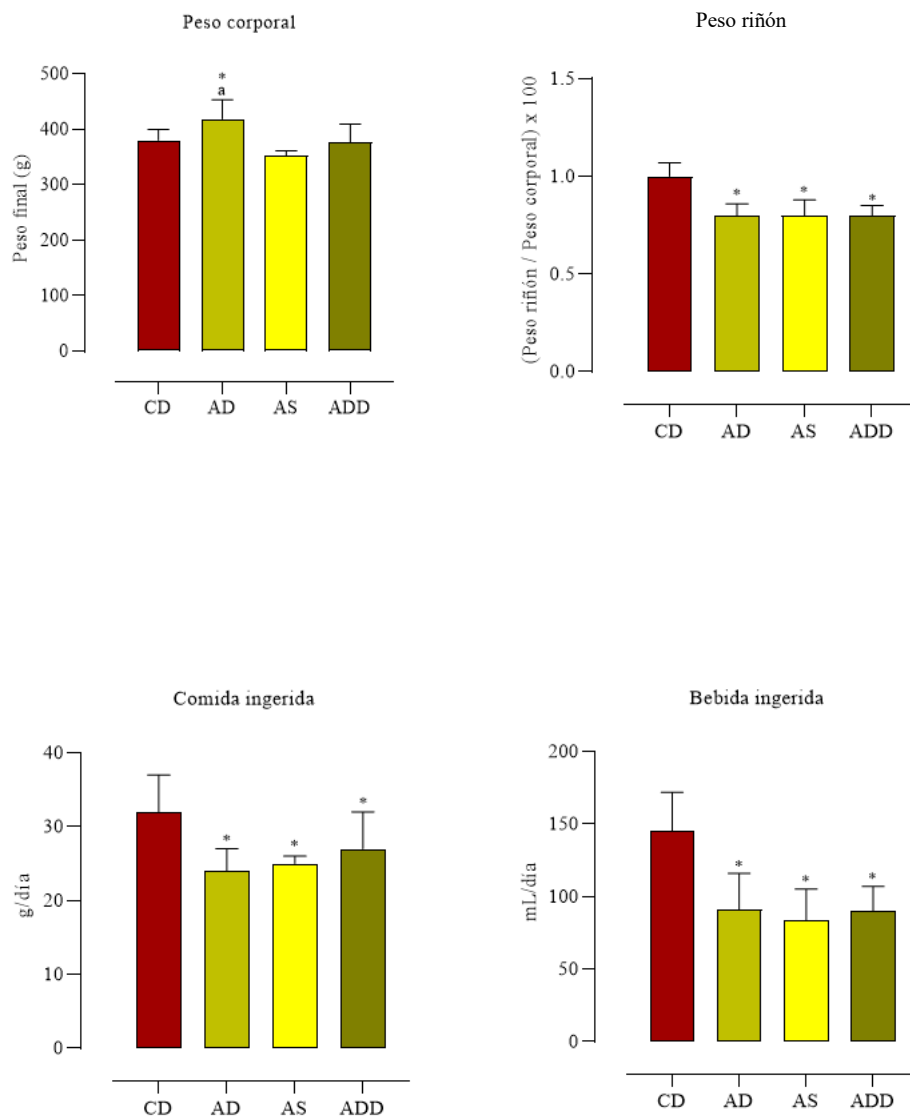 Peso corporal
Peso final (g)
500
400
300
200
100
0
*
a
CD AD AS ADD
Peso riñón
(Peso riñón / Peso corporal) x 100
1.5
1.0
0.5
0.0
* * *
CD AD AS ADD
Comida ingerida
g/día
40
30
20
10
0
* * *
CD AD AS ADD
Bebida ingerida
mL/día
200
150
100
50
0
* * *
CD AD AS ADD